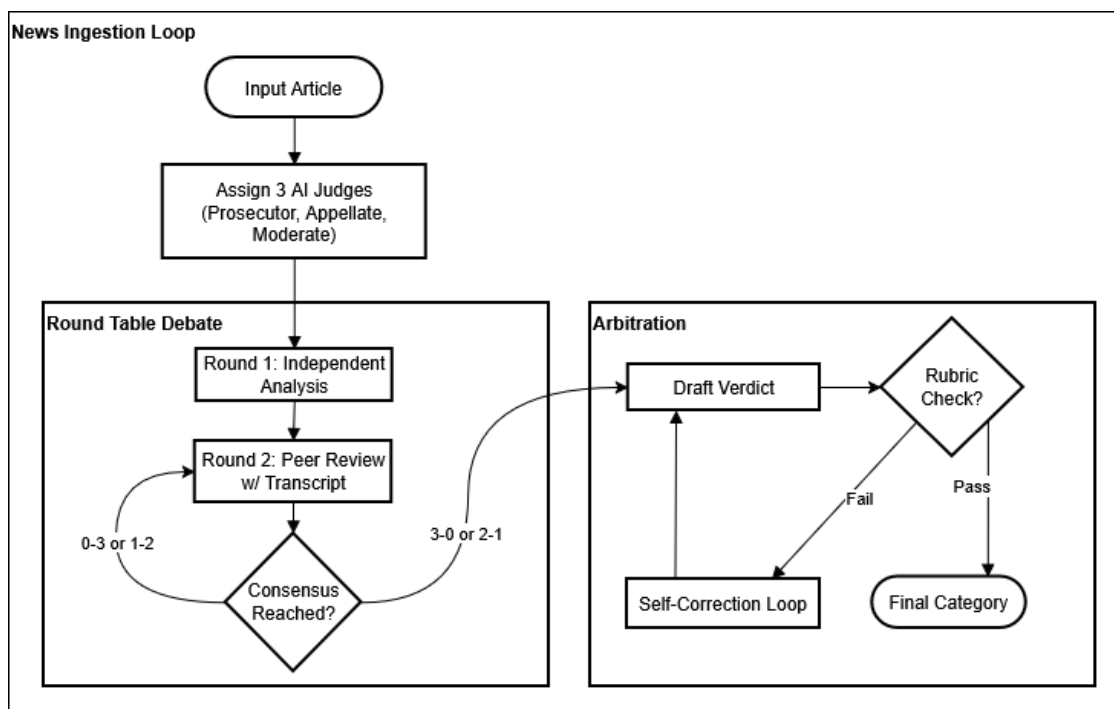 News Ingestion Loop
Input Article
Assign 3 AI Judges
(Prosecutor, Appellate,
Moderate)
Round Table Debate
Round 1: Independent
Analysis
Round 2: Peer Review
w/ Transcript
0-3 or 1-2
Consensus
Reached?
3-0 or 2-1
Arbitration
Draft Verdict
Rubric
Check?
Fail
Pass
Self-Correction Loop
Final Category